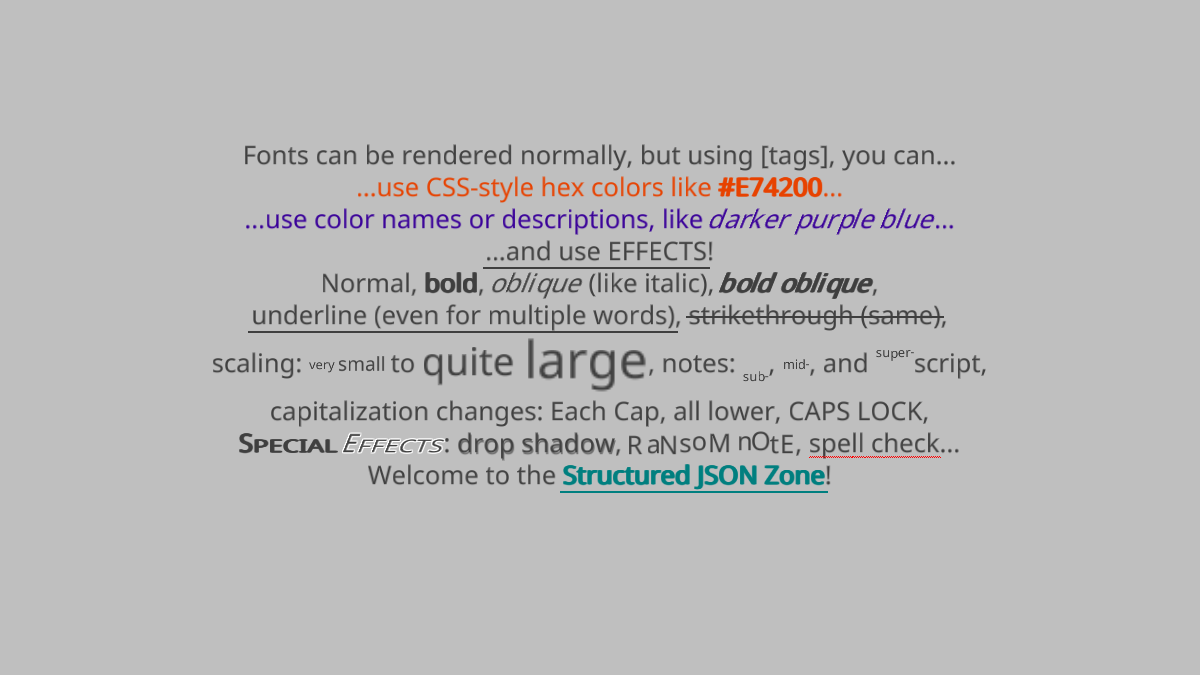 Fonts can be rendered normally, but using [tags], you can...
...use CSS-style hex colors like #E74200...
...use color names or descriptions, like darker purple blue...
...and use EFFECTS!
Normal, bold, oblique (like italic), bold oblique,
underline (even for multiple words), strikethrough (same),
scaling: very small to quite large, notes: sub-, mid-, and super-script,
capitalization changes: Each Cap, all lower, CAPS LOCK,
SPECIAL EFFECTS: drop shadow, RaNsoM nOtE, spell check...
Welcome to the Structured JSON Zone!